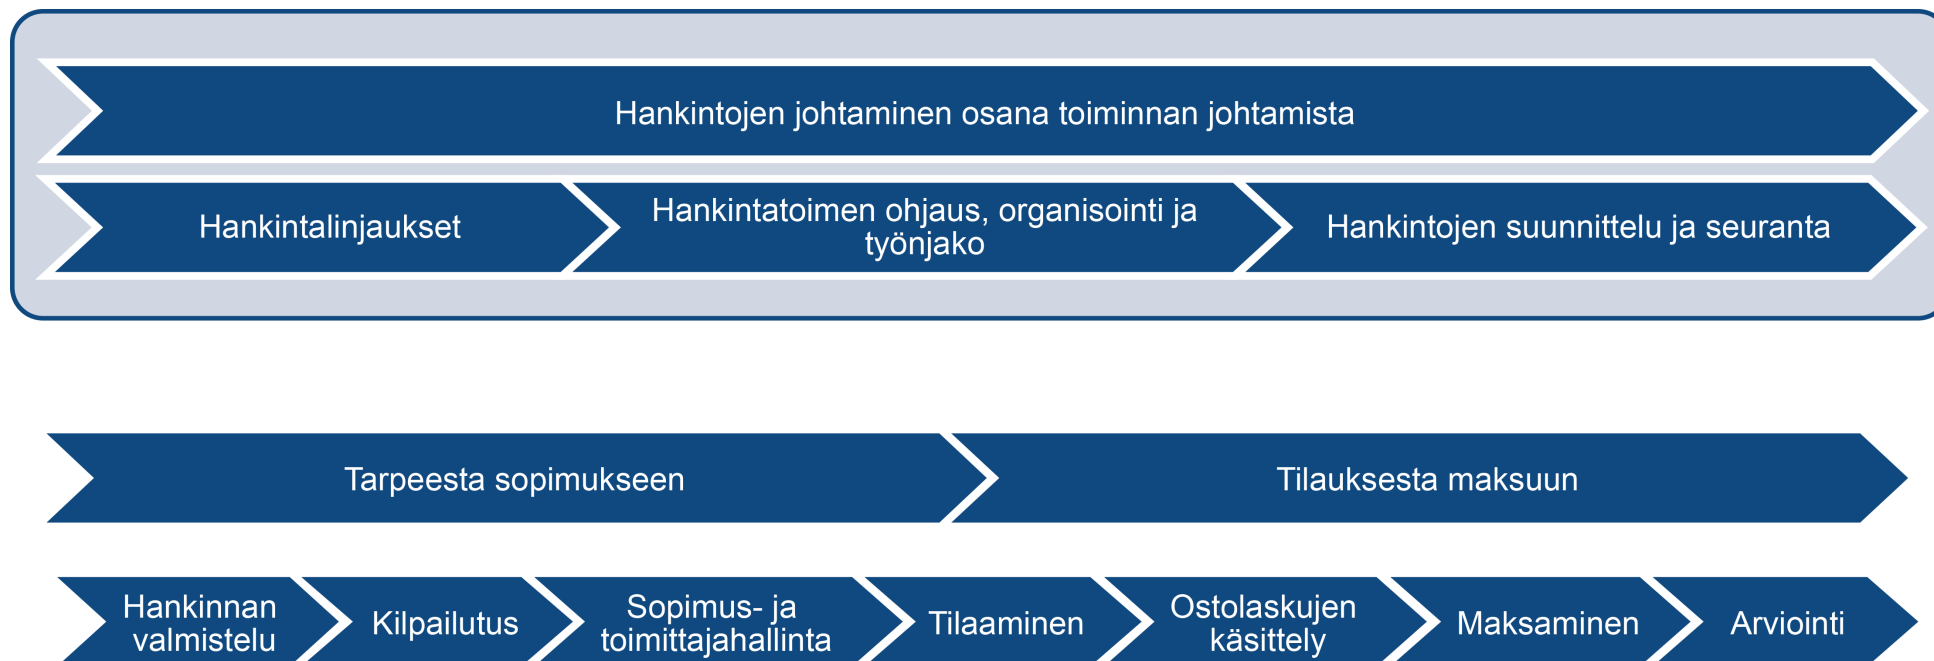 Hankintojen johtaminen osana toiminnan johtamista
Hankintalinjaukset
Hankintatoimen ohjaus, organisointi ja
työnjako
Hankintojen suunnittelu ja seuranta
Tarpeesta sopimukseen
Tilauksesta maksuun
Hankinnan
valmistelu
Kilpailutus
Sopimus- ja
toimittajahallinta
Tilaaminen
Ostolaskujen
käsittely
Maksaminen
Arviointi